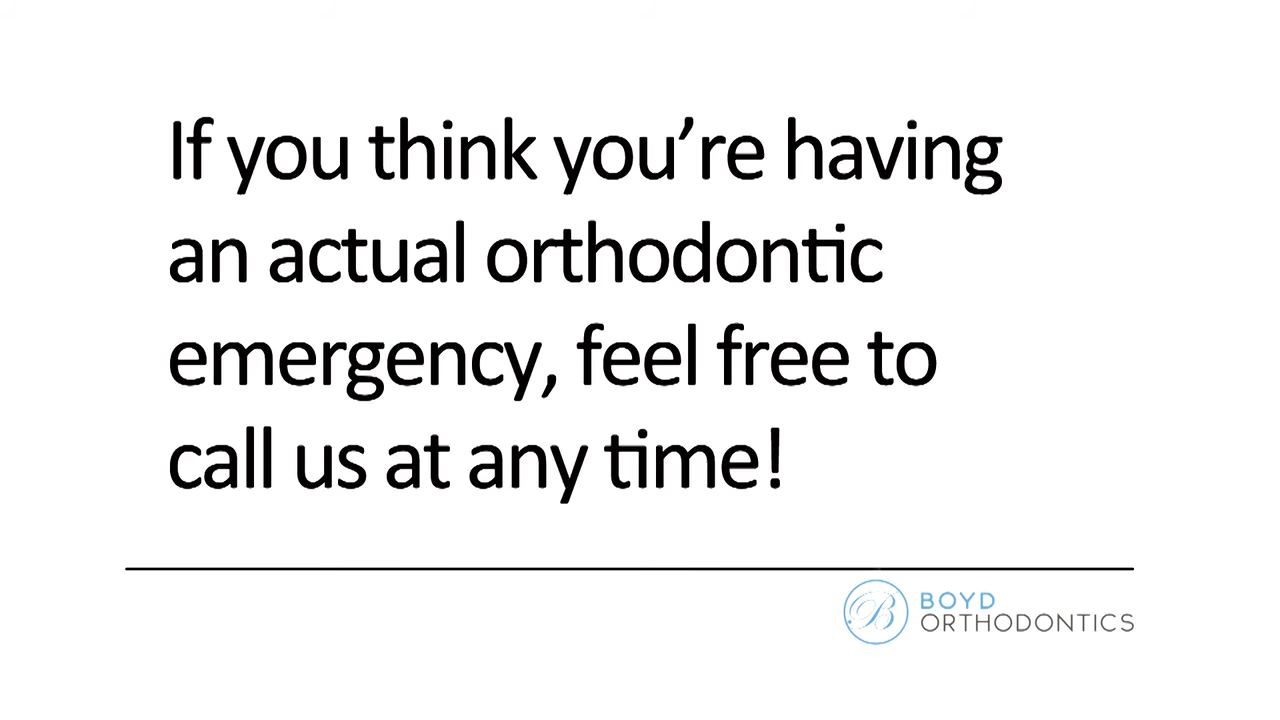 If you think you’re having
an actual orthodontic
emergency, feel free to
call us at any time!
B
BOYD
ORTHODONTICS